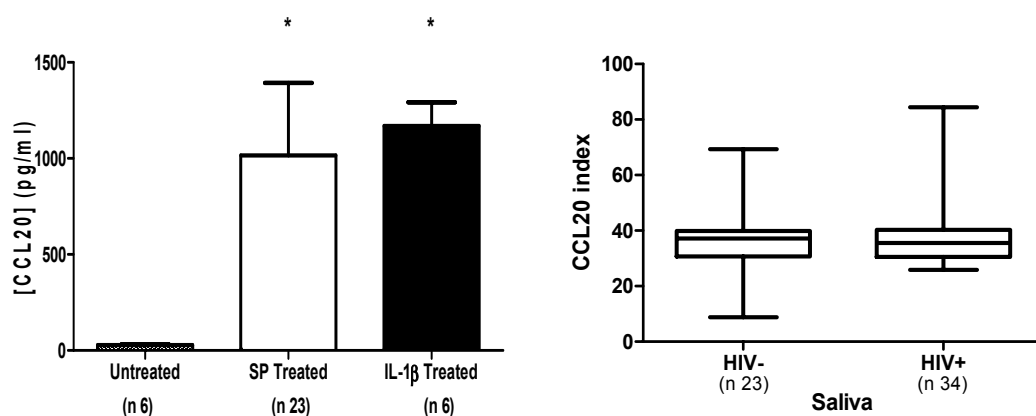 * *
1500
1000
500
0
[CCL20] (pg/ml)
Untreated SP Treated IL-1β Treated
(n 6) (n 23) (n 6)
100
80
60
40
20
0
CCL20 index
HIV- HIV+
(n 23) (n 34)
Saliva